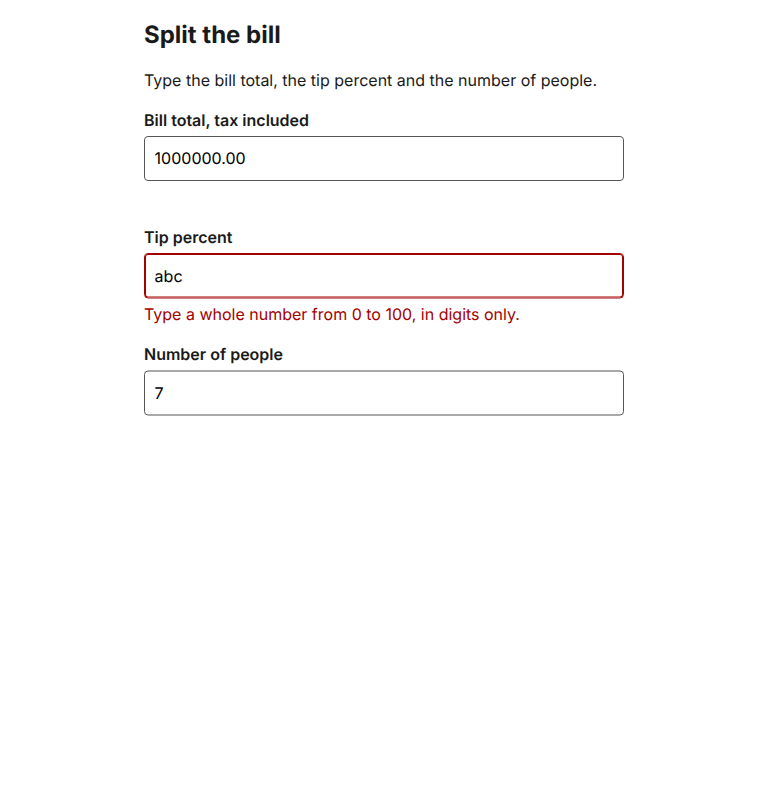 Split the bill
Type the bill total, the tip percent and the number of people.
Bill total, tax included
1000000.00
Tip percent
abc
Type a whole number from 0 to 100, in digits only.
Number of people
7